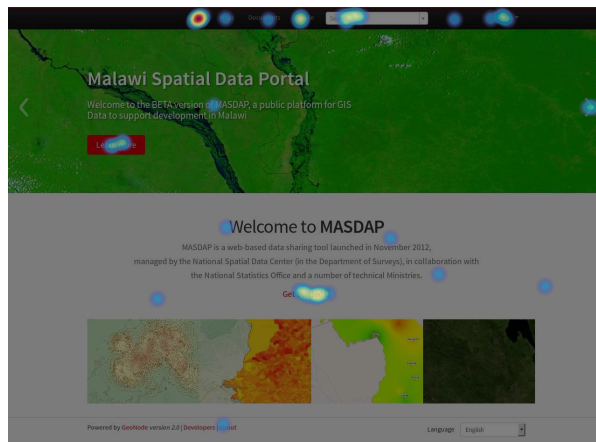 Malawi Spatial Data Portal
Welcome to the BETA version of MASDAP, a public platform for GIS
Data to support development in Malawi
Welcome to MASDAP
MASDAP is a web-based data sharing tool launched in November 2012,
managed by the National Spatial Data Center (in the Department of Surveys), in collaboration with
the National Statistics Office and a number of technical Ministries.
Powered by GeoNode version 2.0 | Developers
Language English